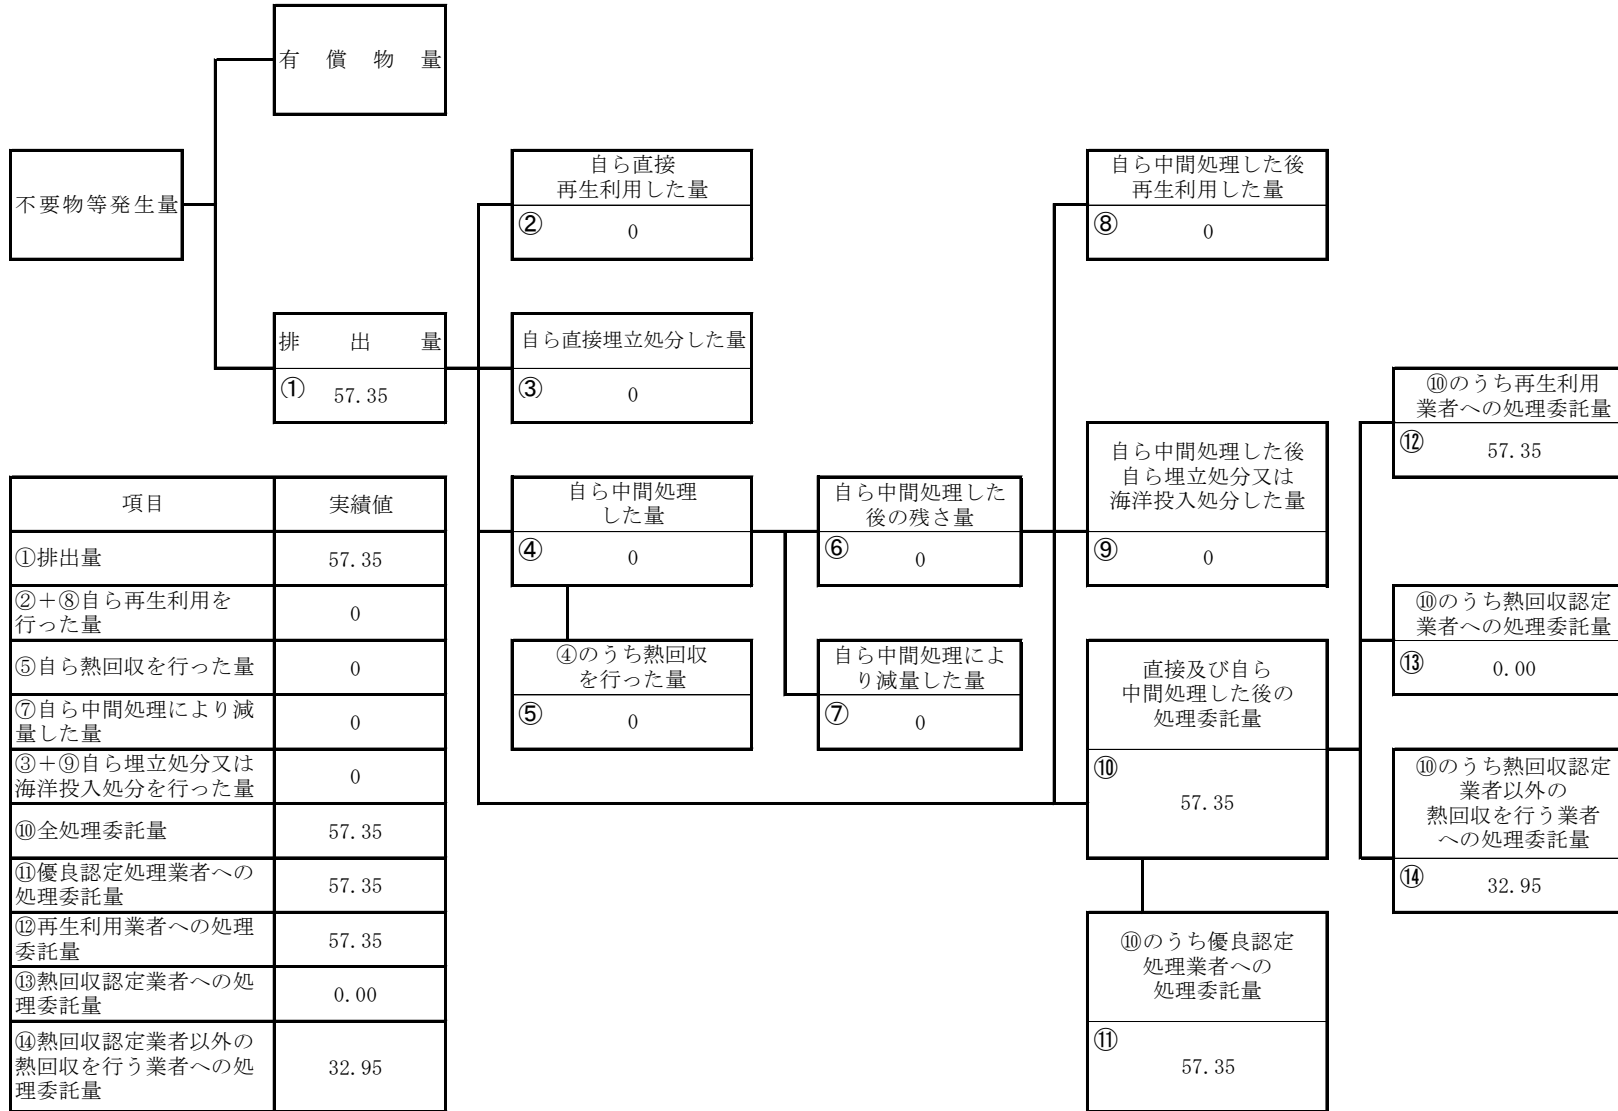 有償物量
不要物等発生量
排出量
① 57.35
自ら直接
再生利用した量
② 0
自ら直接埋立処分した量
③ 0
自ら中間処理
した量
④ 0
④のうち熱回収
を行った量
⑤ 0
自ら中間処理した
後の残さ量
⑥ 0
自ら中間処理によ
り減量した量
⑦ 0
自ら中間処理した後
再生利用した量
⑧ 0
自ら中間処理した後
自ら埋立処分又は
海洋投入処分した量
⑨ 0
直接及び自ら
中間処理した後の
処理委託量
⑩
57.35
⑩のうち優良認定
処理業者への
処理委託量
⑪
57.35
⑩のうち再生利用
業者への処理委託量
⑫ 57.35
⑩のうち熱回収認定
業者への処理委託量
⑬ 0.00
⑩のうち熱回収認定
業者以外の
熱回収を行う業者
への処理委託量
⑭ 32.95
項目 実績値
①排出量 57.35
②+⑧自ら再生利用を
行った量 0
⑤自ら熱回収を行った量 0
⑦自ら中間処理により減
量した量 0
③+⑨自ら埋立処分又は
海洋投入処分を行った量 0
⑩全処理委託量 57.35
⑪優良認定処理業者への
処理委託量 57.35
⑫再生利用業者への処理
委託量 57.35
⑬熱回収認定業者への処
理委託量 0.00
⑭熱回収認定業者以外の
熱回収を行う業者への処
理委託量 32.95